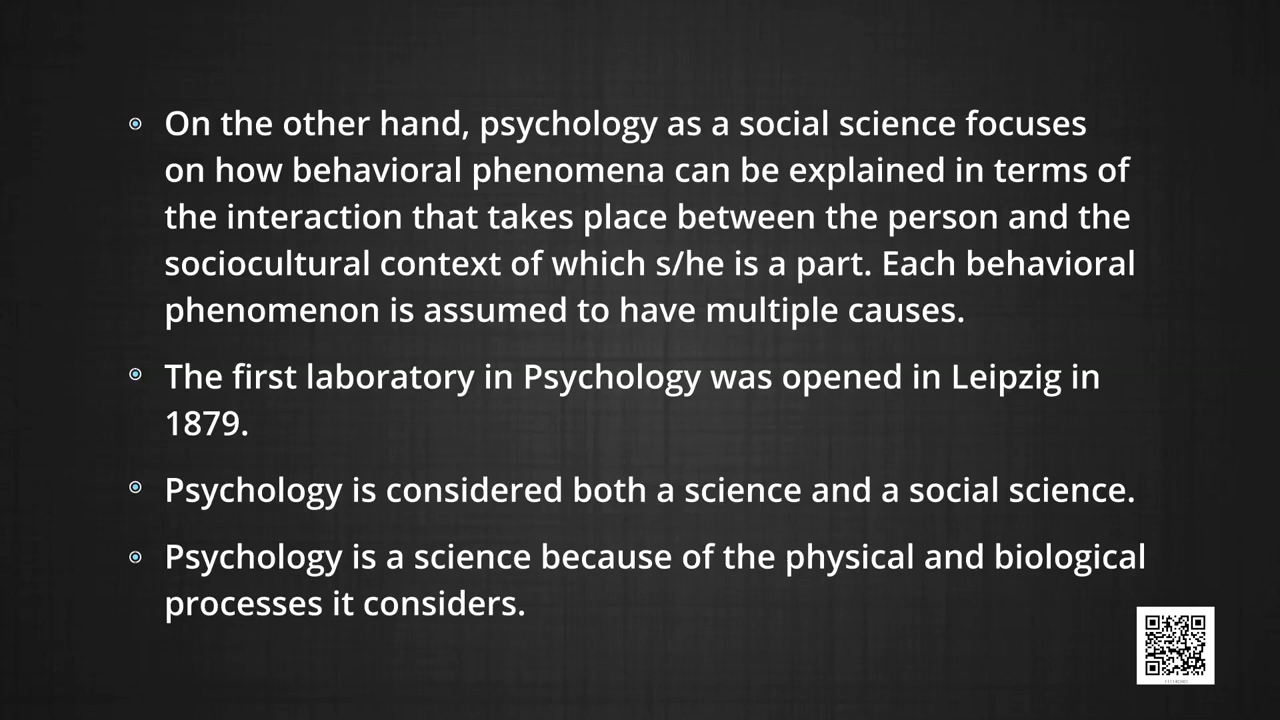 On the other hand, psychology as a social science focuses
on how behavioral phenomena can be explained in terms of
the interaction that takes place between the person and the
sociocultural context of which s/he is a part. Each behavioral
phenomenon is assumed to have multiple causes.
The first laboratory in Psychology was opened in Leipzig in
1879.
Psychology is considered both a science and a social science.
Psychology is a science because of the physical and biological
processes it considers.